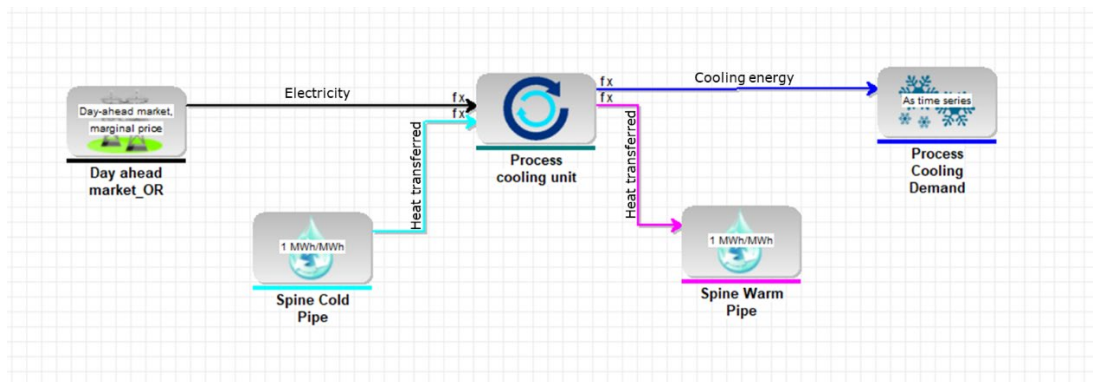 Electricity
Cooling energy
fx
fx
fx
fx
Day-ahead market,
marginal price
As time series
Day ahead
market_OR
Process
cooling unit
Process
Cooling
Demand
Heat transferred
Heat transferred
1 MWh/MWh
1 MWh/MWh
Spine Cold
Pipe
Spine Warm
Pipe